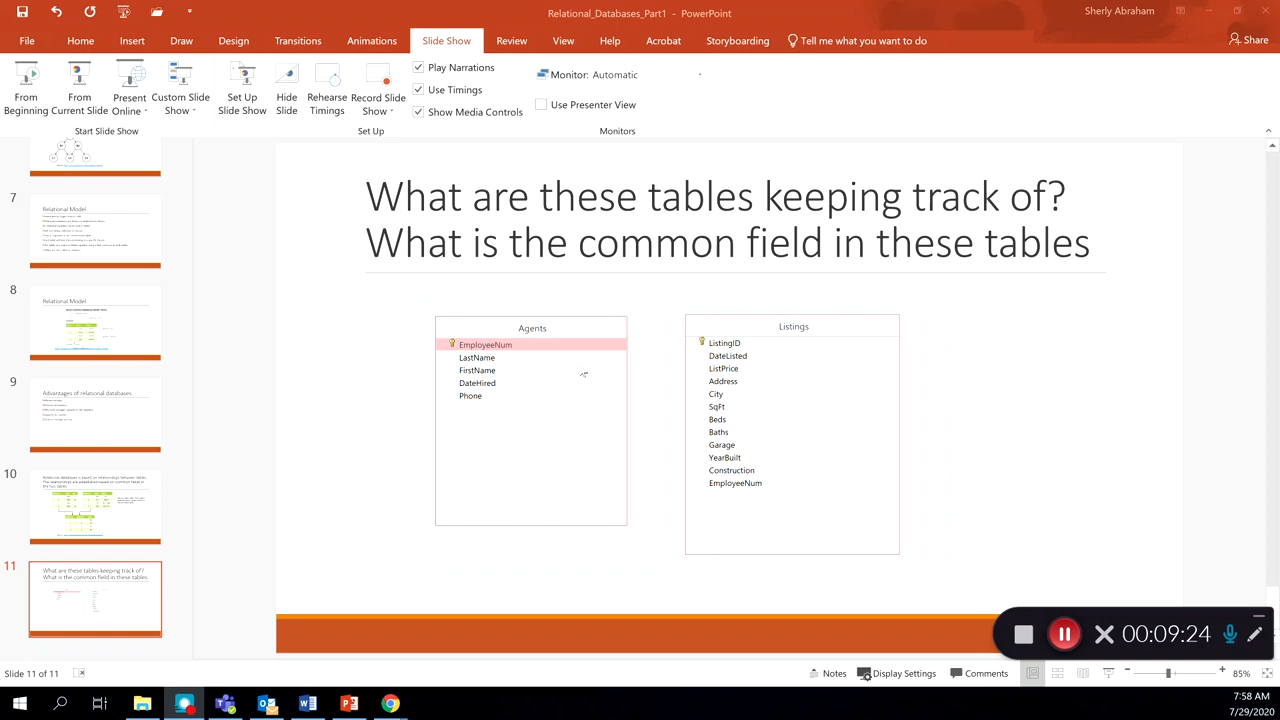 Relational_Databases_Part1 - PowerPoint
Sherly Abraham
File Home Insert Draw Design Transitions Animations Slide Show Review View Help Acrobat Storyboarding Tell me what you want to do
Share
From Beginning
From Current Slide
Present Online
Custom Slide Show
Set Up Slide Show
Hide Slide
Rehearse Timings
Record Slide Show
Play Narrations
Use Timings
Show Media Controls
Monitor: Automatic
Use Presenter View
Start Slide Show
Set Up
Monitors
7
Relational Model
8
Relational Model
9
Advantages of relational databases
10
11
What are these tables keeping track of?
What is the common field in these tables
What are these tables keeping track of?
What is the common field in these tables
Agents
EmployeeNum
LastName
FirstName
DateHired
Phone
Listings
ListingID
DateListed
ListPrice
Address
City
SqFt
Beds
Baths
Garage
YearBuilt
Construction
EmployeeNum
00:09:24
Slide 11 of 11
Notes
Display Settings
Comments
85%
7:58 AM
7/29/2020